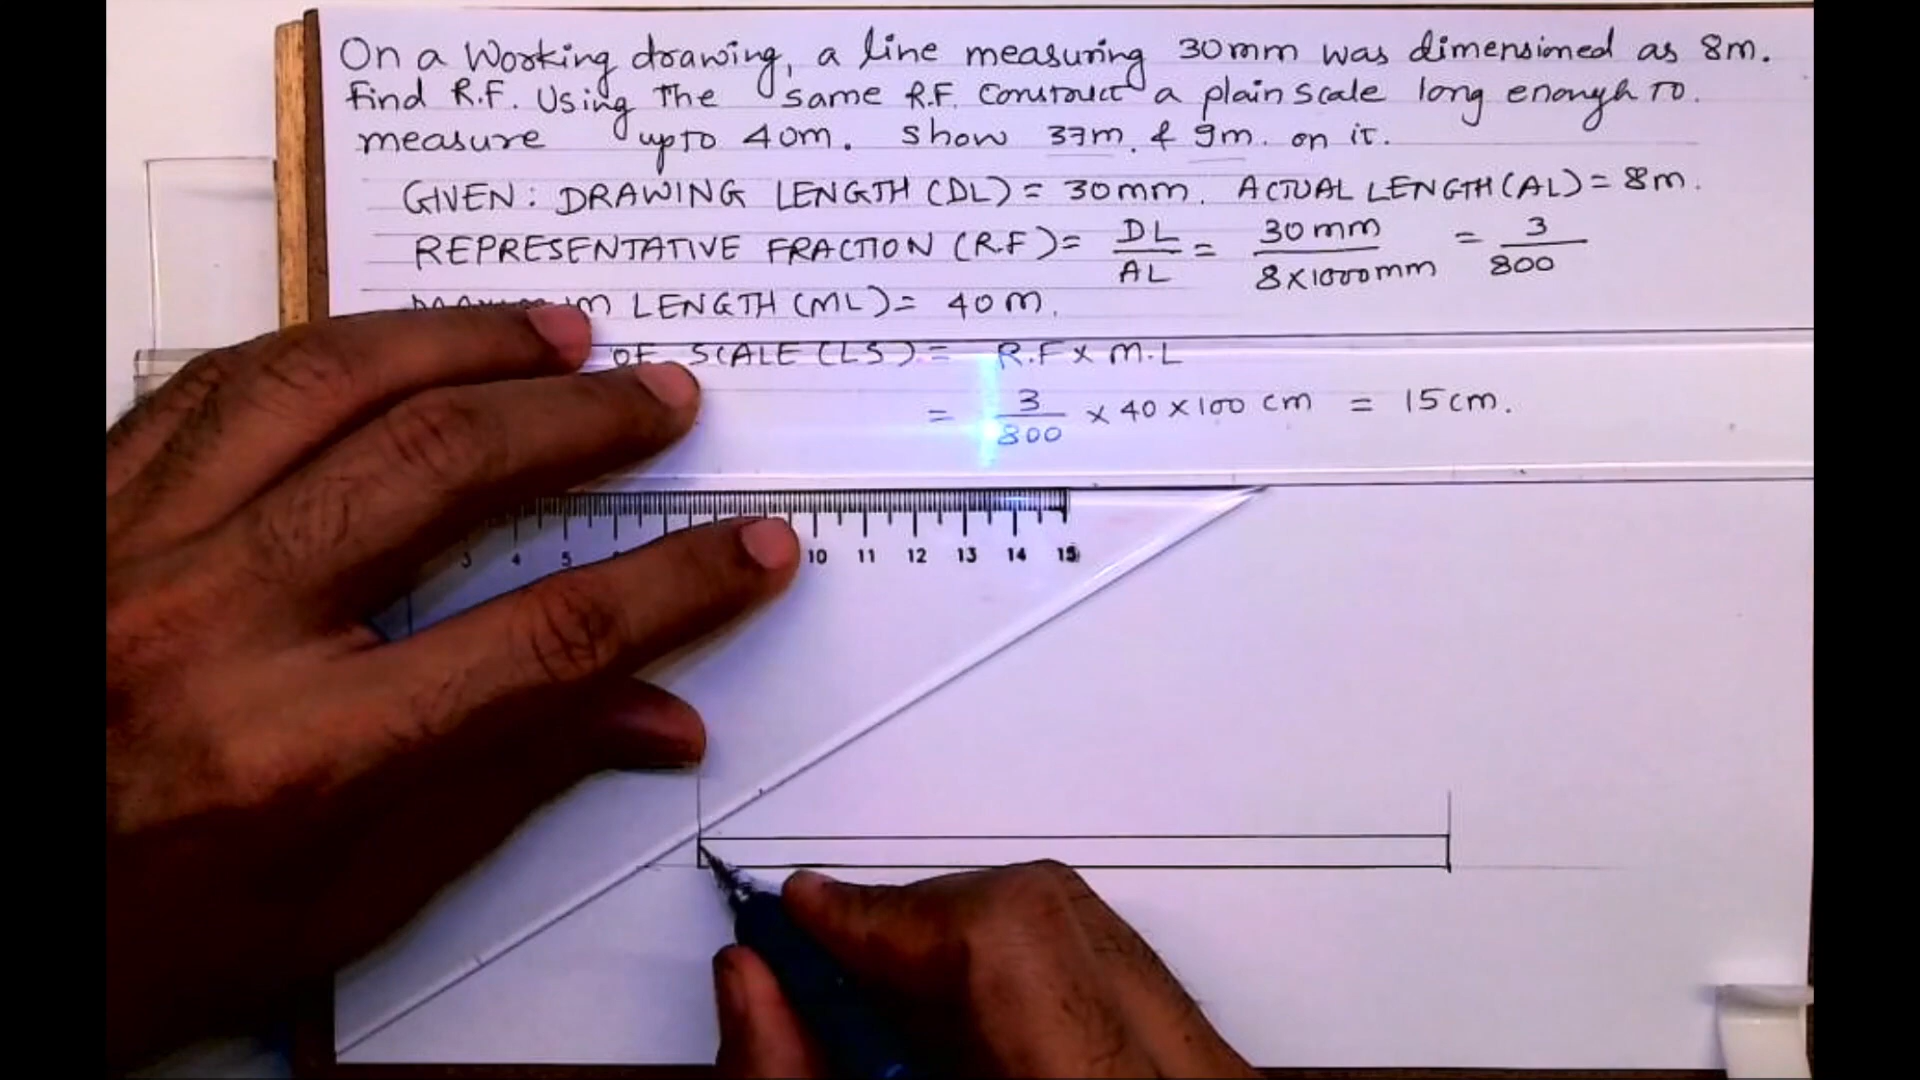 On a working drawing, a line measuring 30mm was dimensioned as 8m.
Find R.F. Using The same R.F. Construct a plain scale long enough to.
measure upto 40m. Show 37m. & 9m. on it.
GIVEN: DRAWING LENGTH (DL) = 30mm. ACTUAL LENGTH (AL) = 8m.
REPRESENTATIVE FRACTION (R.F) = DL/AL = 30mm/8x1000mm = 3/800
LENGTH (ML) = 40m.
OF SCALE (LS) = R.F x M.L
= 3/800 x 40 x 100 cm = 15 cm.
3 4 5 10 11 12 13 14 15